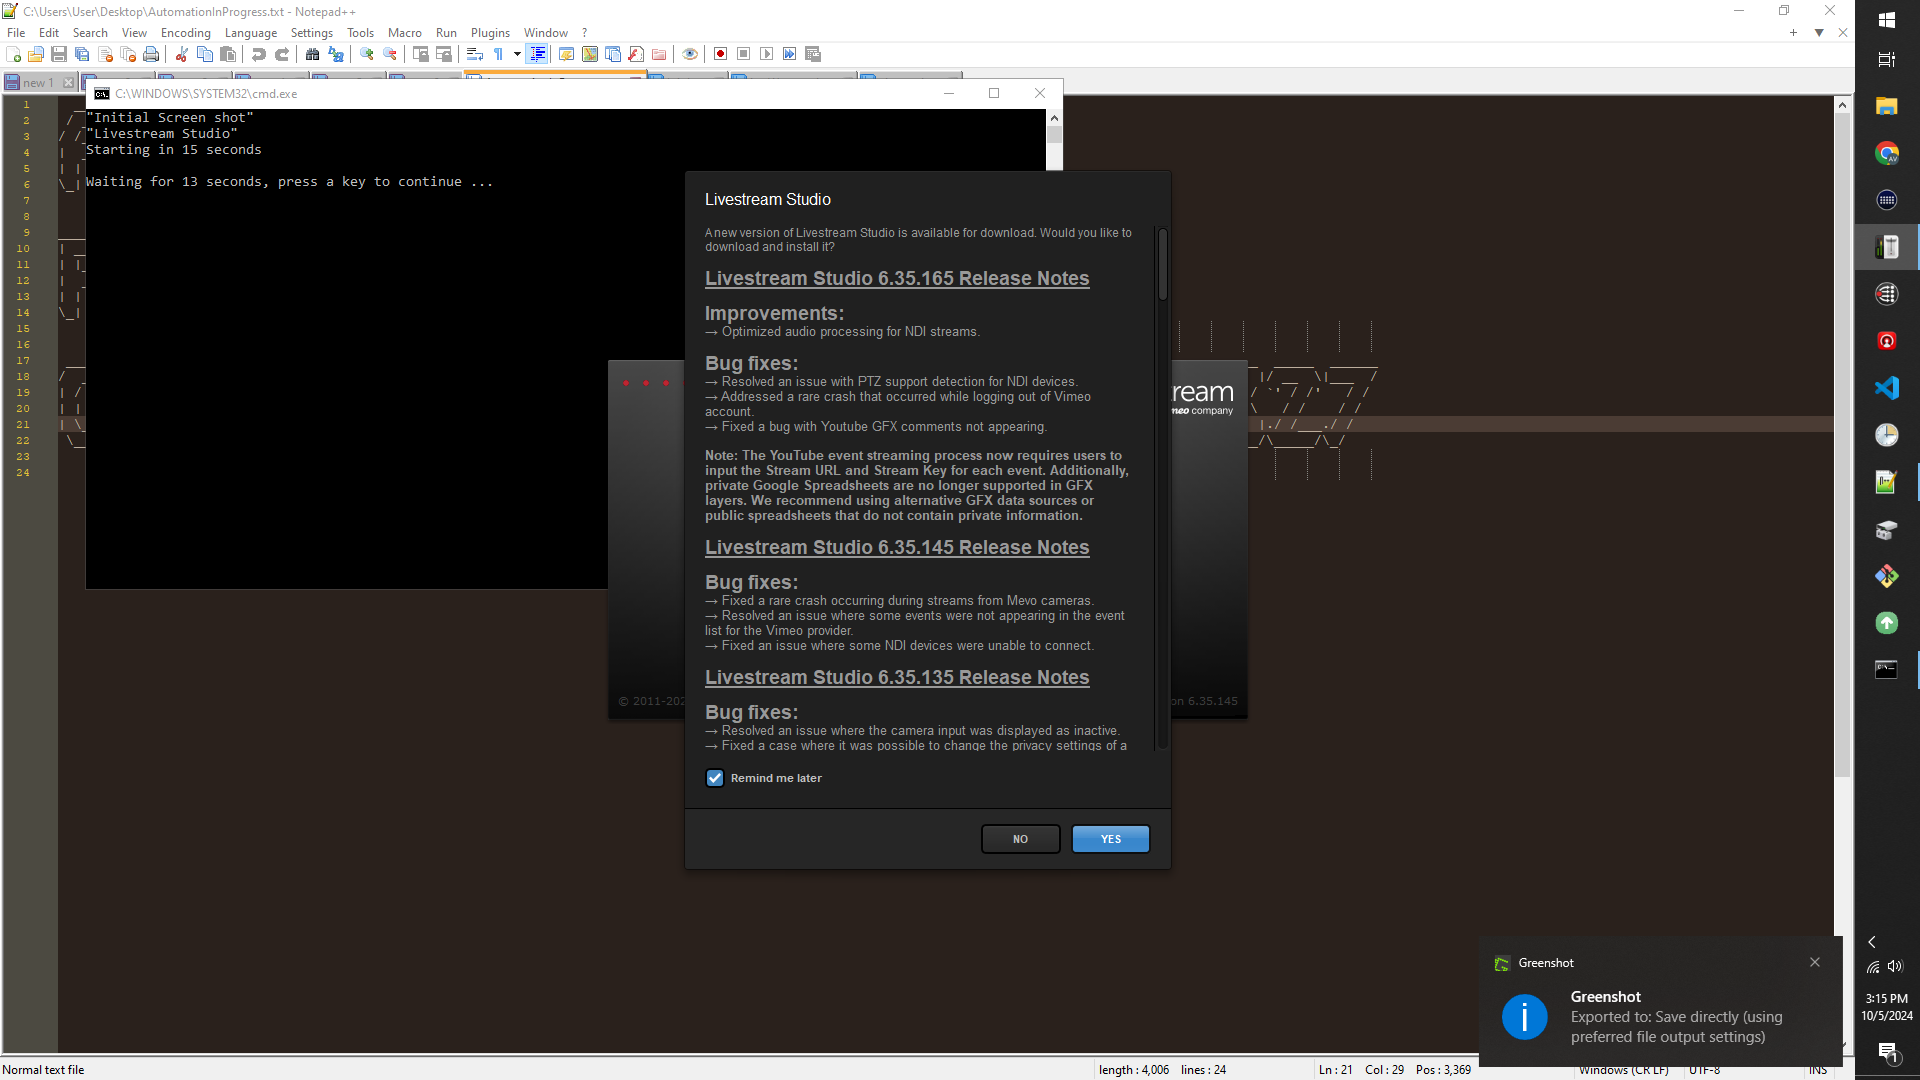 C:\Users\User\Desktop\AutomationInProgress.txt - Notepad++
File Edit Search View Encoding Language Settings Tools Macro Run Plugins Window ?
new 1
C:\WINDOWS\SYSTEM32\cmd.exe
"Initial Screen shot"
"Livestream Studio"
Starting in 15 seconds
Waiting for 13 seconds, press a key to continue ...
1
2
3
4
5
6
7
8
9
10
11
12
13
14
15
16
17
18
19
20
21
22
23
24
Livestream Studio
A new version of Livestream Studio is available for download. Would you like to
download and install it?
Livestream Studio 6.35.165 Release Notes
Improvements:
→ Optimized audio processing for NDI streams.
Bug fixes:
→ Resolved an issue with PTZ support detection for NDI devices.
→ Addressed a rare crash that occurred while logging out of Vimeo
account.
→ Fixed a bug with Youtube GFX comments not appearing.
Note: The YouTube event streaming process now requires users to
input the Stream URL and Stream Key for each event. Additionally,
private Google Spreadsheets are no longer supported in GFX
layers. We recommend using alternative GFX data sources or
public spreadsheets that do not contain private information.
Livestream Studio 6.35.145 Release Notes
Bug fixes:
→ Fixed a rare crash occurring during streams from Mevo cameras.
→ Resolved an issue where some events were not appearing in the event
list for the Vimeo provider.
→ Fixed an issue where some NDI devices were unable to connect.
Livestream Studio 6.35.135 Release Notes
Bug fixes:
→ Resolved an issue where the camera input was displayed as inactive.
→ Fixed a case where it was possible to change the privacy settings of a
Remind me later
NO YES
ream
meo company
© 2011-202
on 6.35.145
Greenshot
Greenshot
Exported to: Save directly (using
preferred file output settings)
3:15 PM
10/5/2024
1
Normal text file
length : 4,006 lines : 24
Ln : 21 Col : 29 Pos : 3,369
Windows (CR LF)
UTF-8
INS